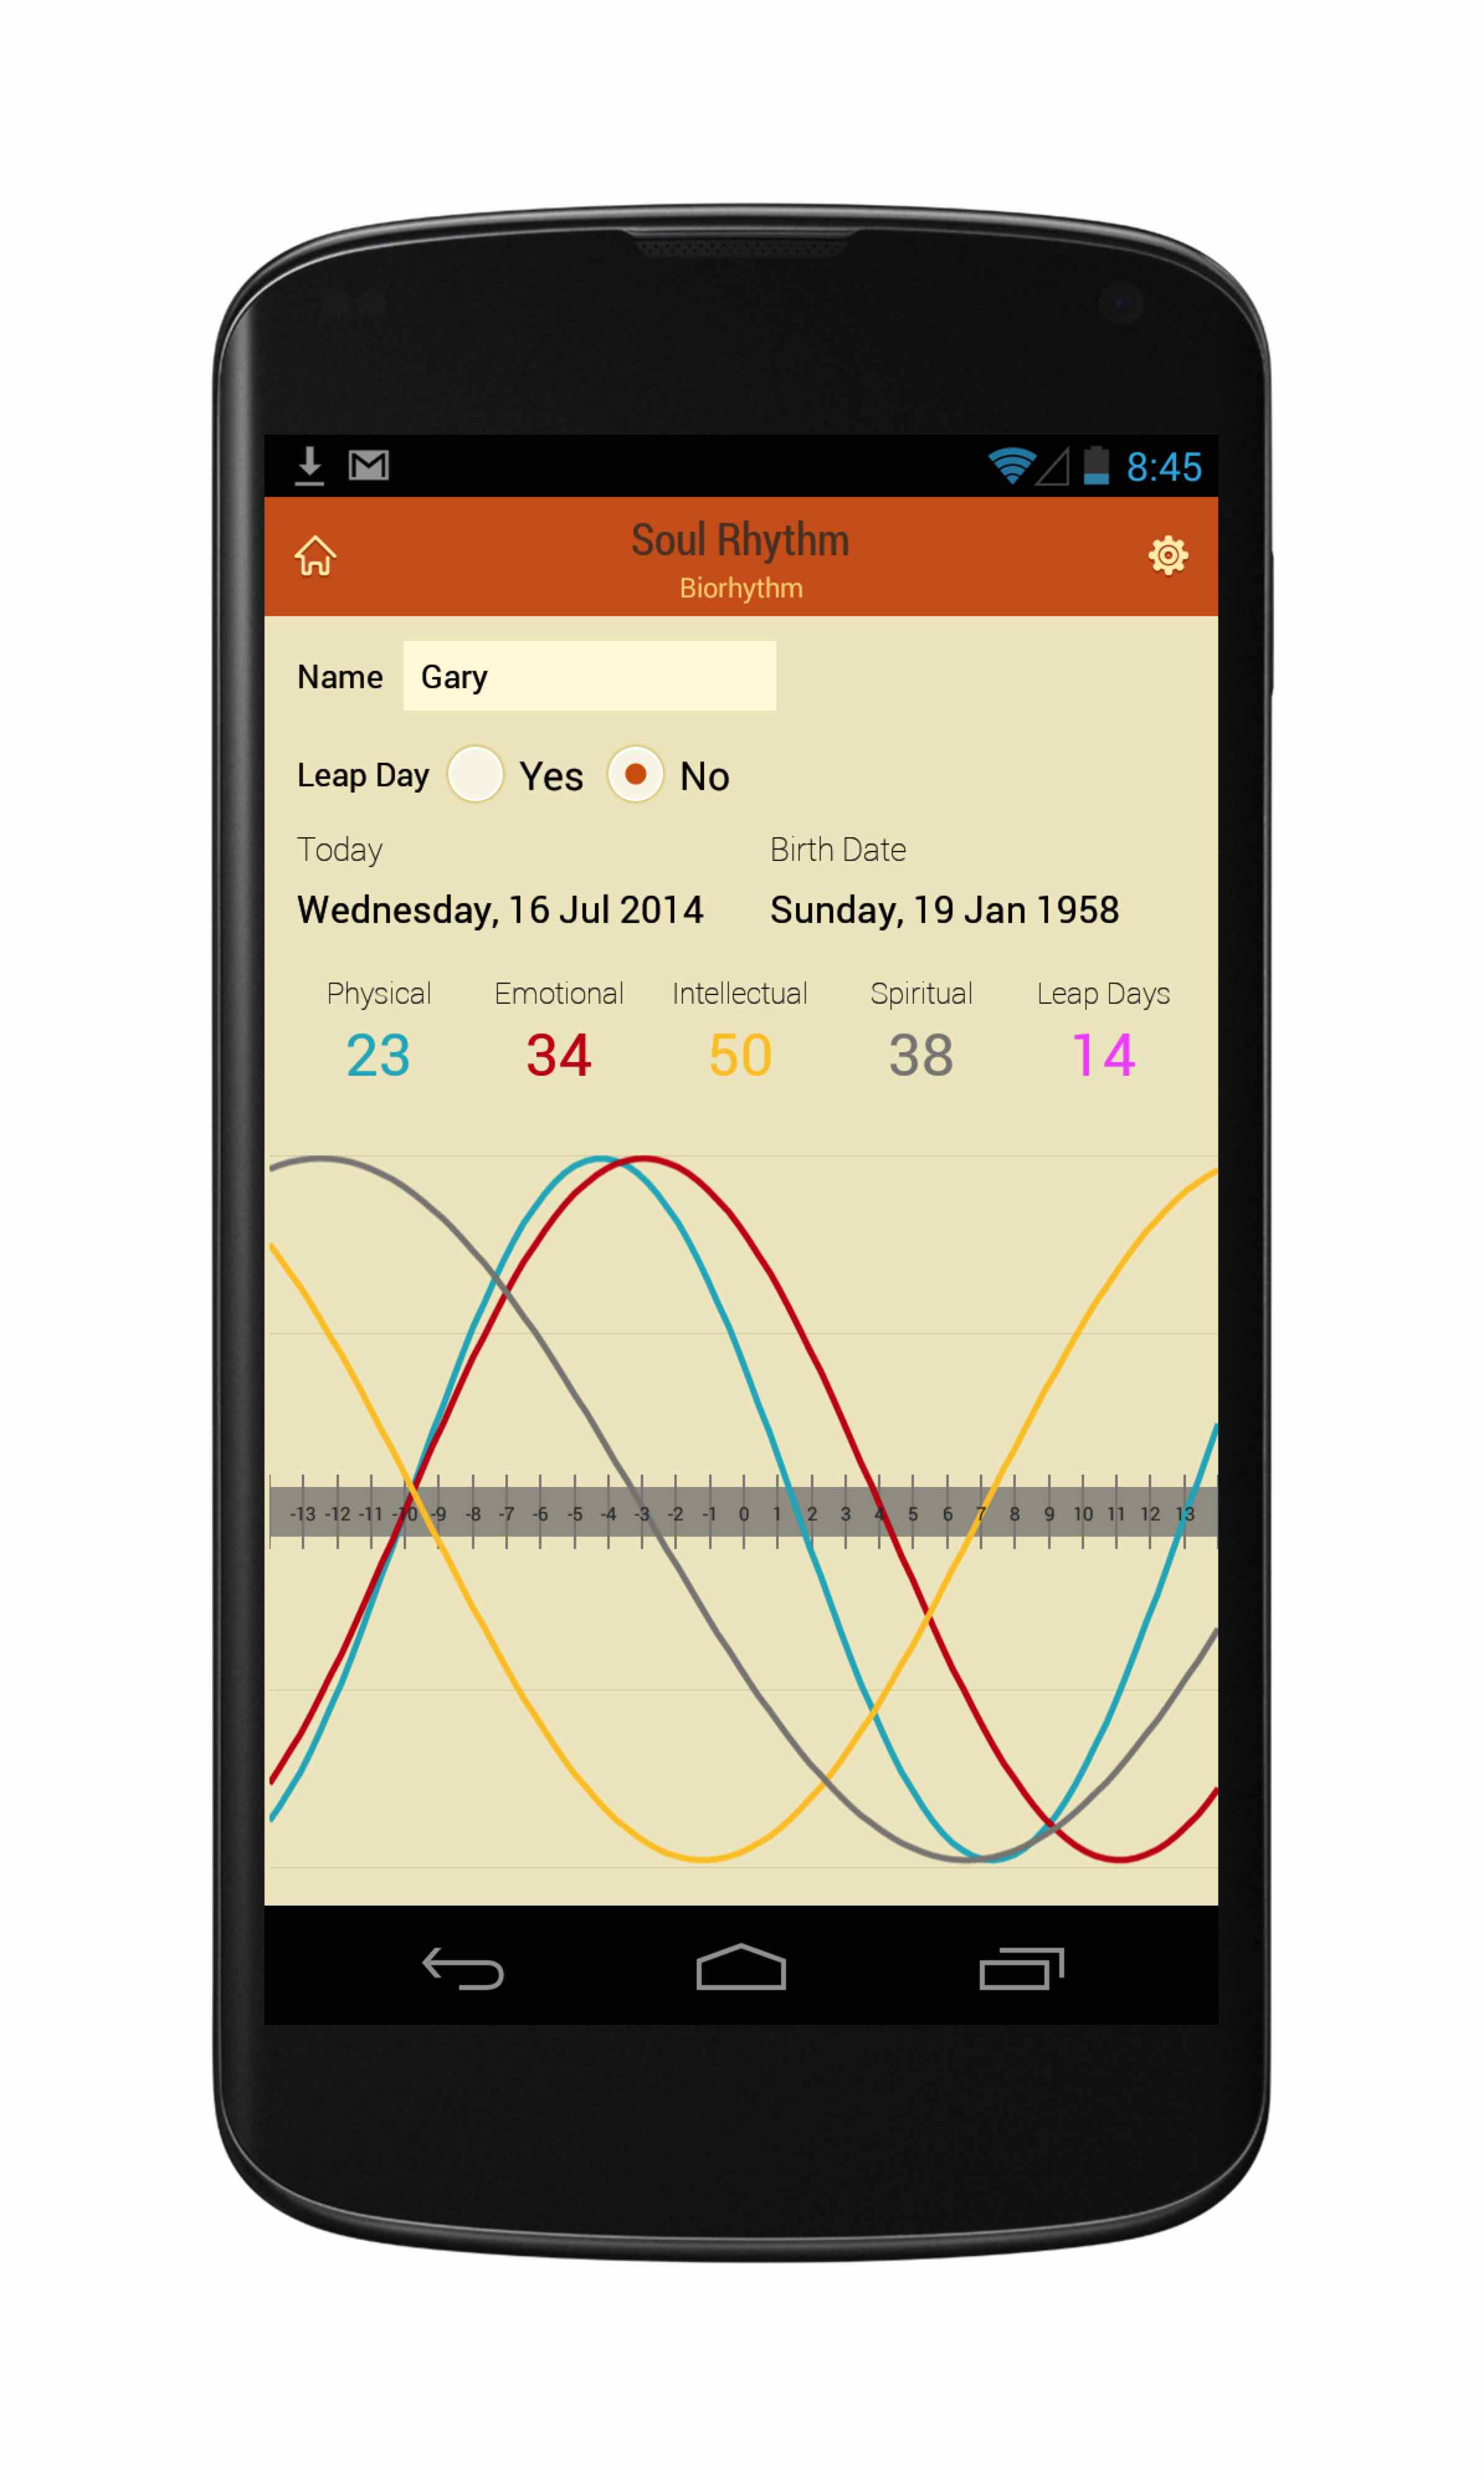 8:45
Soul Rhythm
Biorhythm
Name Gary
Leap Day Yes No
Today Birth Date
Wednesday, 16 Jul 2014 Sunday, 19 Jan 1958
Physical Emotional Intellectual Spiritual Leap Days
23 34 50 38 14
-13 -12 -11 -10 -9 -8 -7 -6 -5 -4 -3 -2 -1 0 1 2 3 4 5 6 7 8 9 10 11 12 13